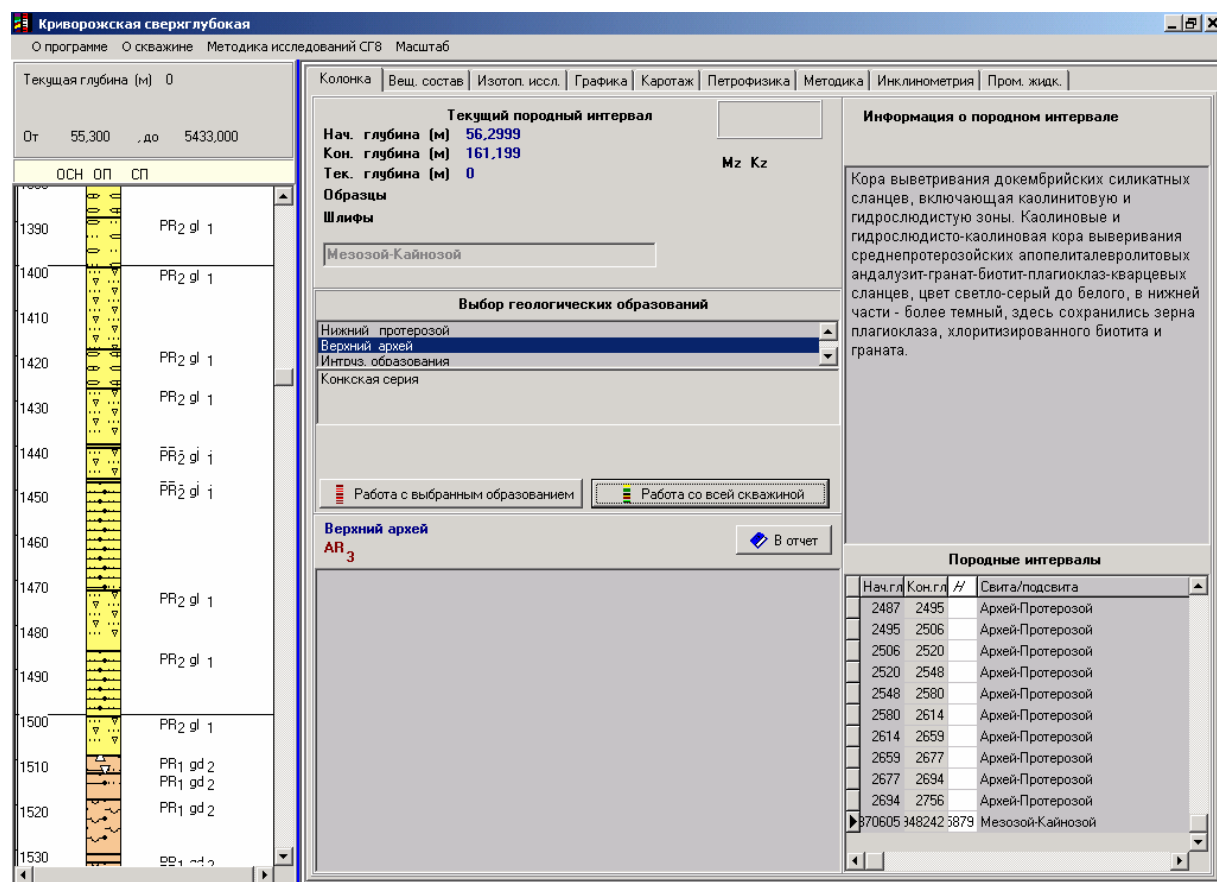 Криворожская сверхглубокая
О программе О скважине Методика исследований СГ8 Масштаб
Текущая глубина (м) 0
От 55,300 , до 5433,000
ОСН ОП СП
1390 PR2 gl 1
1400 PR2 gl 1
1410
1420 PR2 gl 1
1430 PR2 gl 1
1440 PR2 gl 1
1450 PR2 gl 1
1460
1470 PR2 gl 1
1480
1490 PR2 gl 1
1500 PR2 gl 1
1510 PR1 gd 2
PR1 gd 2
1520 PR1 gd 2
1530
Колонка Вещ. состав Изотоп. иссл. Графика Каротаж Петрофизика Методика Инклинометрия Пром. жидк.
Текущий породный интервал
Нач. глубина (м) 56,2999
Кон. глубина (м) 161,199
Тек. глубина (м) 0
Образцы
Шлифы
Mz Kz
Мезозой-Кайнозой
Выбор геологических образований
Нижний протерозой
Верхний архей
Интруз. образования
Конкская серия
Работа с выбранным образованием
Работа со всей скважиной
Верхний архей
AR3
В отчет
Информация о породном интервале
Кора выветривания докембрийских силикатных
сланцев, включающая каолинитовую и
гидрослюдистую зоны. Каолиновые и
гидрослюдисто-каолиновая кора выверивания
среднепротерозойских апопелиталевролитовых
андалузит-гранат-биотит-плагиоклаз-кварцевых
сланцев, цвет светло-серый до белого, в нижней
части - более темный, здесь сохранились зерна
плагиоклаза, хлоритизированного биотита и
граната.
Породные интервалы
Нач.гл Кон.гл Н Свита/подсвита
2487 2495 Архей-Протерозой
2495 2506 Архей-Протерозой
2506 2520 Архей-Протерозой
2520 2548 Архей-Протерозой
2548 2580 Архей-Протерозой
2580 2614 Архей-Протерозой
2614 2659 Архей-Протерозой
2659 2677 Архей-Протерозой
2677 2694 Архей-Протерозой
2694 2756 Архей-Протерозой
Мезозой-Кайнозой